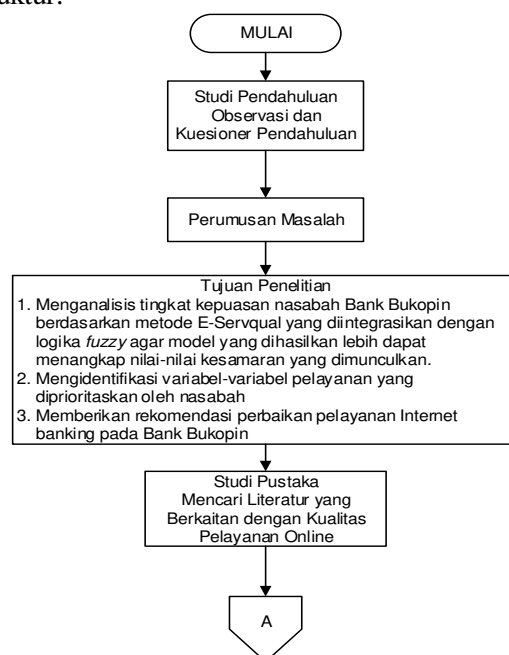 MULAI
Studi Pendahuluan
Observasi dan
Kuesioner Pendahuluan
Perumusan Masalah
Tujuan Penelitian
1. Menganalisis tingkat kepuasan nasabah Bank Bukopin
berdasarkan metode E-Servqual yang diintegrasikan dengan
logika fuzzy agar model yang dihasilkan lebih dapat
menangkap nilai-nilai kesamaran yang dimunculkan.
2. Mengidentifikasi variabel-variabel pelayanan yang
diprioritaskan oleh nasabah
3. Memberikan rekomendasi perbaikan pelayanan Internet
banking pada Bank Bukopin
Studi Pustaka
Mencari Literatur yang
Berkaitan dengan Kualitas
Pelayanan Online
A